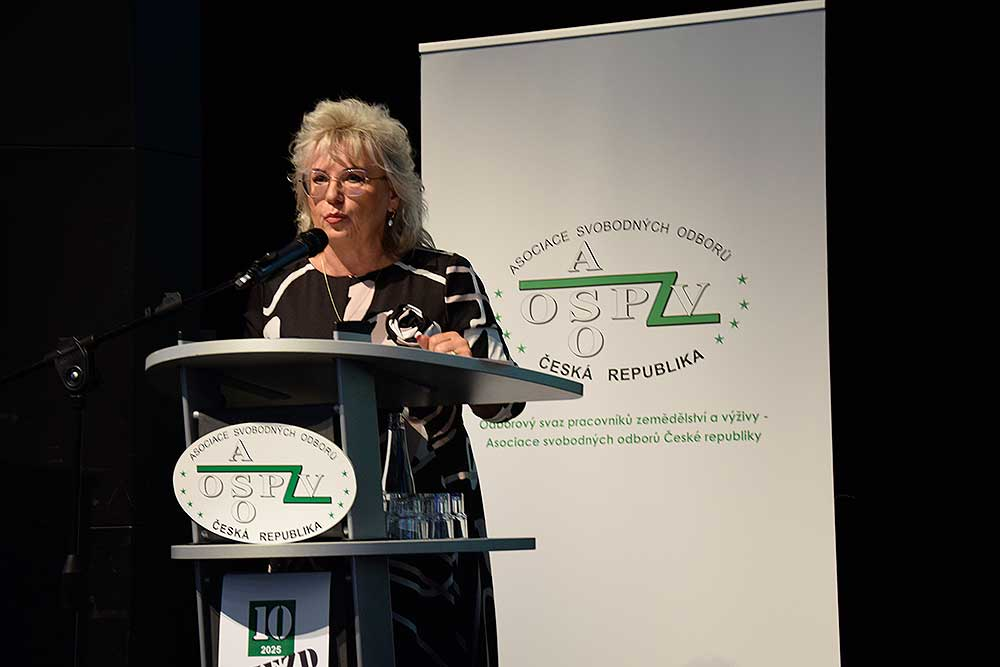 ASOCIACE SVOBODNÝCH ODBORŮ
A
OSPZV
S
O
ČESKÁ REPUBLIKA
Odborový svaz pracovníků zemědělství a výživy -
Asociace svobodných odborů České republiky
ASOCIACE SVOBODNÝCH ODBORŮ
A
OSPZV
S
O
ČESKÁ REPUBLIKA
10
2025